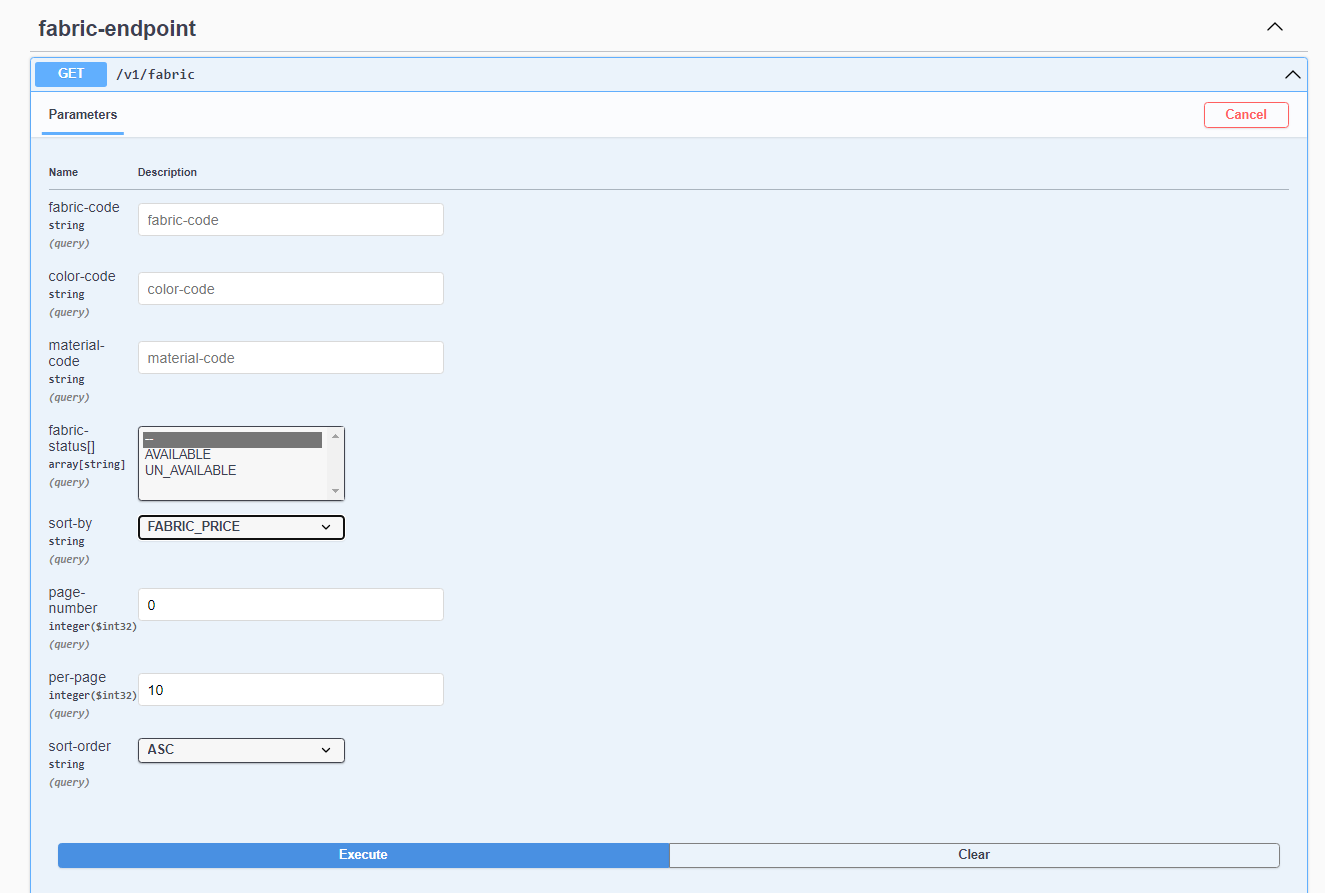 fabric-endpoint
GET /v1/fabric
Parameters
Cancel
Name Description
fabric-code
string
(query)
fabric-code
color-code
string
(query)
color-code
material-
code
string
(query)
material-code
fabric-
status[]
array[string]
(query)
--
AVAILABLE
UN_AVAILABLE
sort-by
string
(query)
FABRIC_PRICE
page-
number
integer($int32)
(query)
0
per-page
integer($int32)
(query)
10
sort-order
string
(query)
ASC
Execute
Clear